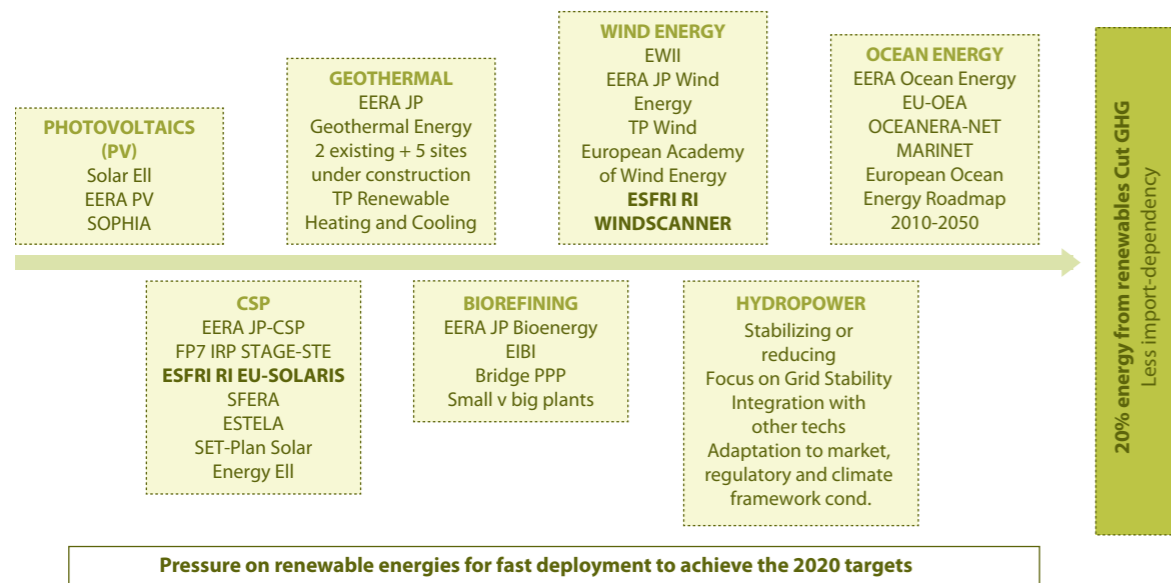 PHOTOVOLTAICS
(PV)
Solar Ell
EERA PV
SOPHIA
GEOTHERMAL
EERA JP
Geothermal Energy
2 existing + 5 sites
under construction
TP Renewable
Heating and Cooling
WIND ENERGY
EWII
EERA JP Wind
Energy
TP Wind
European Academy
of Wind Energy
ESFRI RI
WINDSCANNER
OCEAN ENERGY
EERA Ocean Energy
EU-OEA
OCEANERA-NET
MARINET
European Ocean
Energy Roadmap
2010-2050
CSP
EERA JP-CSP
FP7 IRP STAGE-STE
ESFRI RI EU-SOLARIS
SFERA
ESTELA
SET-Plan Solar
Energy Ell
BIOREFINING
EERA JP Bioenergy
EIBI
Bridge PPP
Small v big plants
HYDROPOWER
Stabilizing or
reducing
Focus on Grid Stability
Integration with
other techs
Adaptation to market,
regulatory and climate
framework cond.
20% energy from renewables Cut GHG
Less import-dependency
Pressure on renewable energies for fast deployment to achieve the 2020 targets